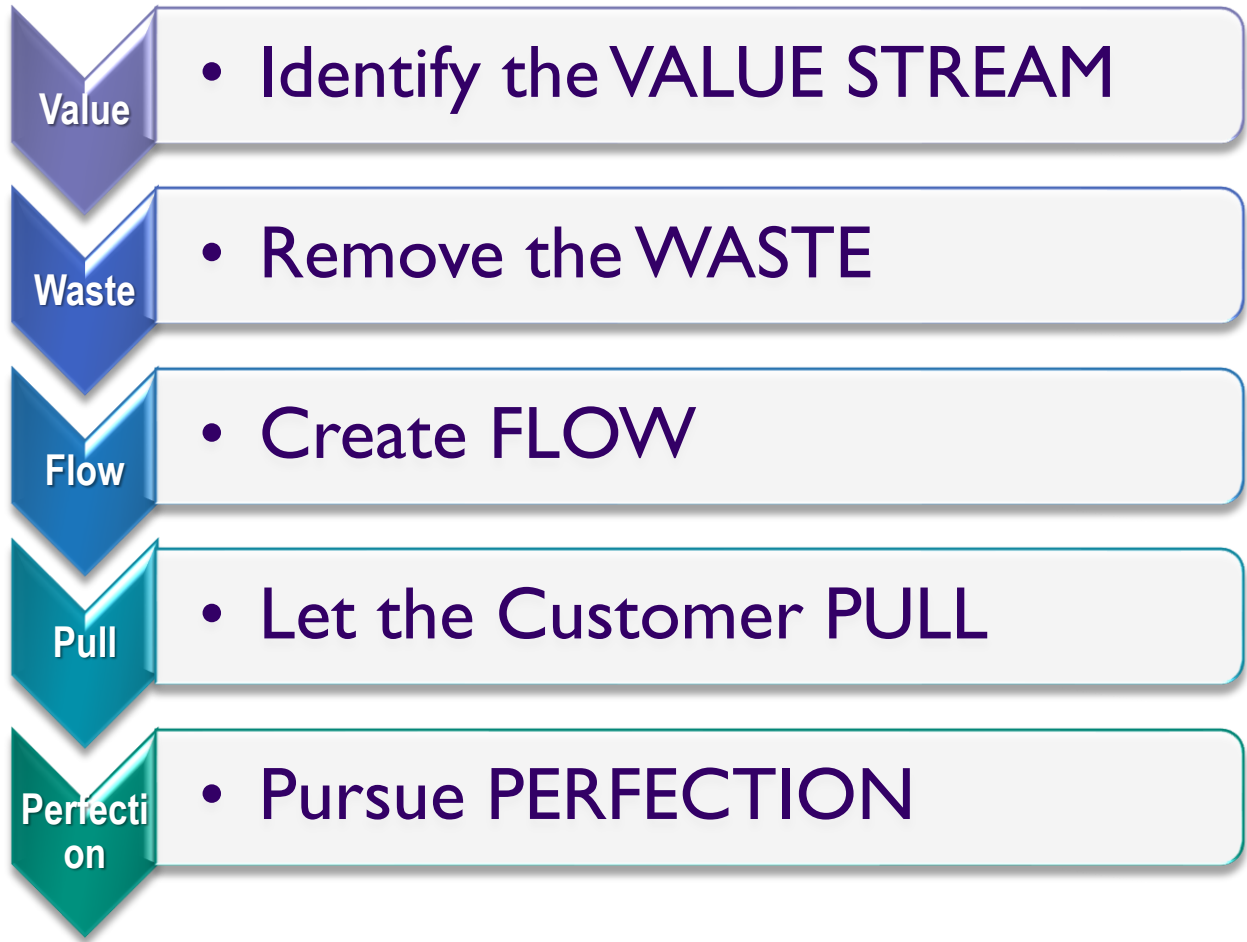 Value
• Identify the VALUE STREAM
Waste
• Remove the WASTE
Flow
• Create FLOW
Pull
• Let the Customer PULL
Perfecti
on
• Pursue PERFECTION